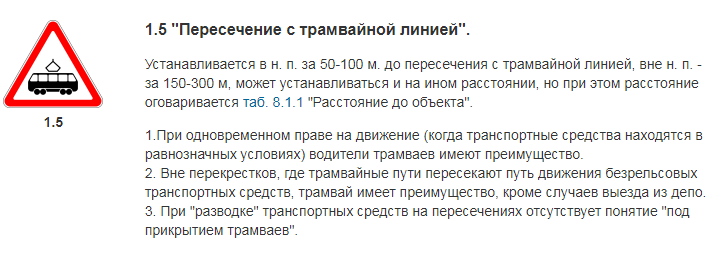 1.5 "Пересечение с трамвайной линией".
Устанавливается в н. п. за 50-100 м. до пересечения с трамвайной линией, вне н. п. -
за 150-300 м, может устанавливаться и на ином расстоянии, но при этом расстояние
оговаривается таб. 8.1.1 "Расстояние до объекта".
1.5
1.При одновременном праве на движение (когда транспортные средства находятся в
равнозначных условиях) водители трамваев имеют преимущество.
2. Вне перекрестков, где трамвайные пути пересекают путь движения безрельсовых
транспортных средств, трамвай имеет преимущество, кроме случаев выезда из депо.
3. При "разводке" транспортных средств на пересечениях отсутствует понятие "под
прикрытием трамваев".